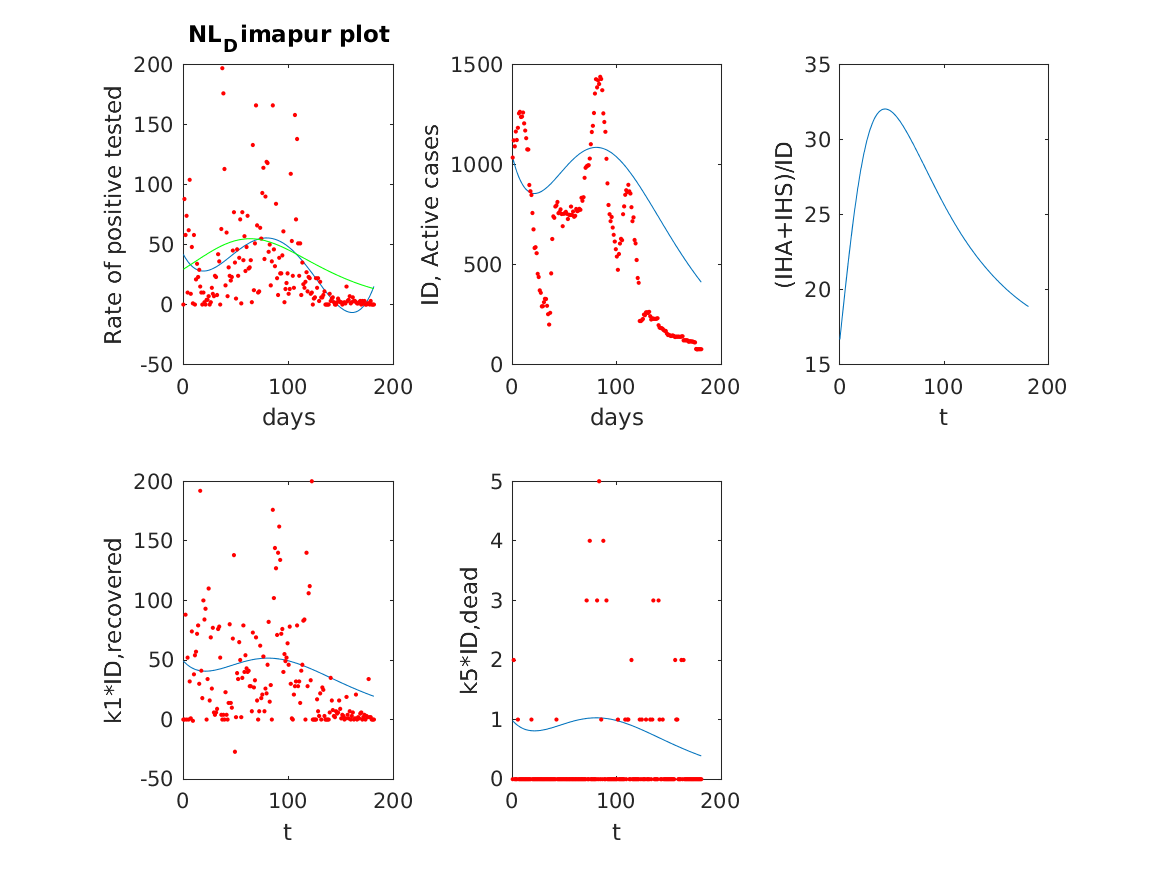 NL_D imapur plot
200
150
100
50
0
-50
Rate of positive tested
0 100 200
days
1500
1000
500
0
ID, Active cases
0 100 200
days
35
30
25
20
15
(IHA+IHS)/ID
0 100 200
t
200
150
100
50
0
-50
k1*ID,recovered
0 100 200
t
5
4
3
2
1
0
k5*ID,dead
0 100 200
t